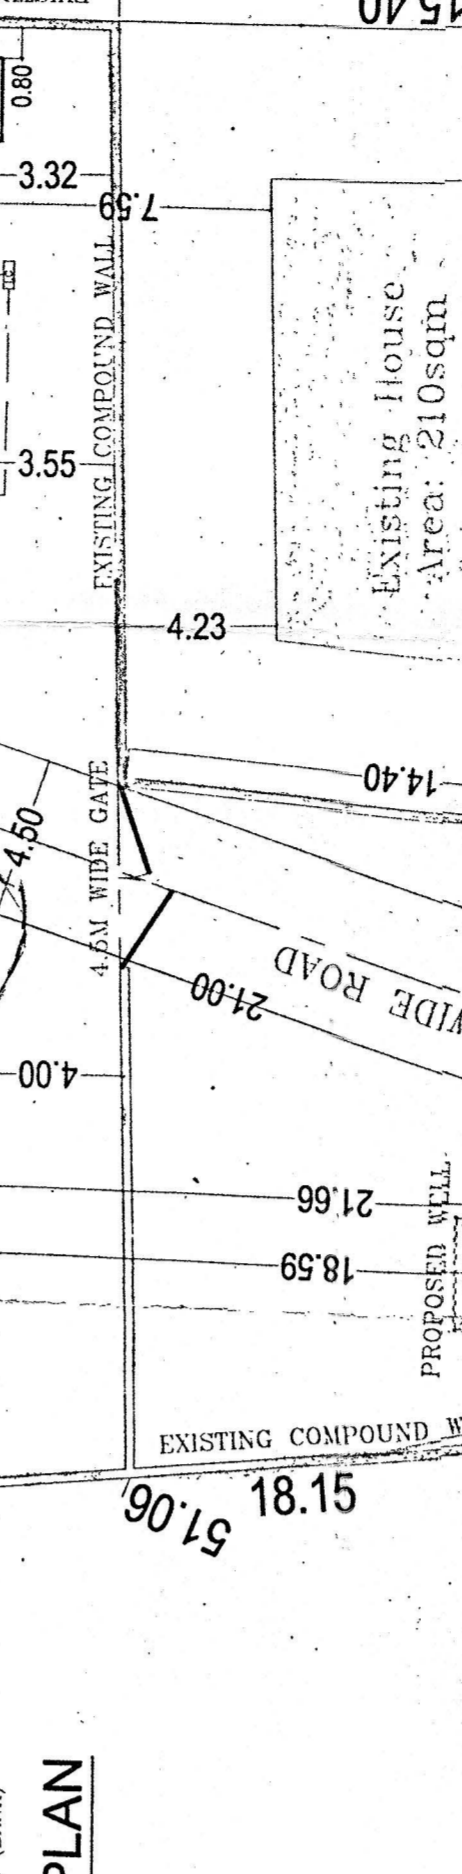 15.40
0.80
3.32
7.59
EXISTING COMPOUND WALL
Existing House
Area: 210sqm
3.55
4.23
14.40
4.50
4.5M WIDE GATE
WIDE ROAD
21.00
4.00
21.66
18.59
PROPOSED WELL
EXISTING COMPOUND W
51.06
18.15
PLAN